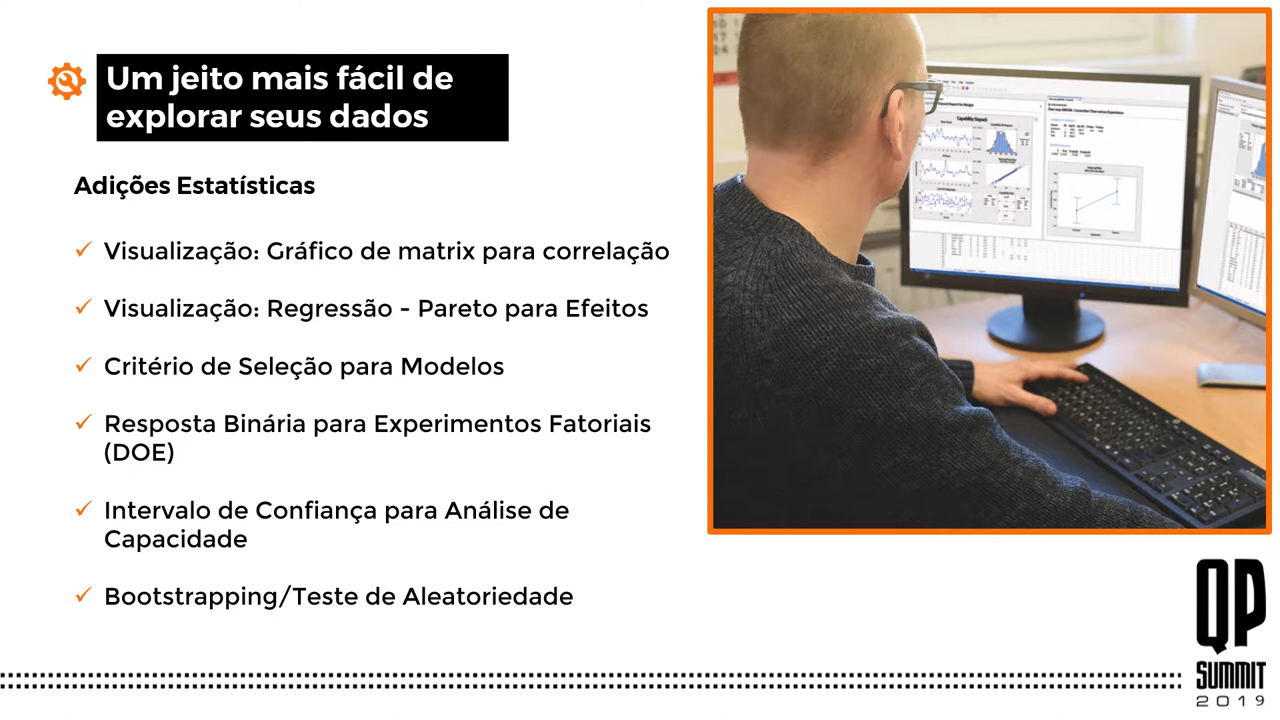 Um jeito mais fácil de
explorar seus dados
Adições Estatísticas
Visualização: Gráfico de matrix para correlação
Visualização: Regressão - Pareto para Efeitos
Critério de Seleção para Modelos
Resposta Binária para Experimentos Fatoriais
(DOE)
Intervalo de Confiança para Análise de
Capacidade
Bootstrapping/Teste de Aleatoriedade
QP
SUMMIT
2019